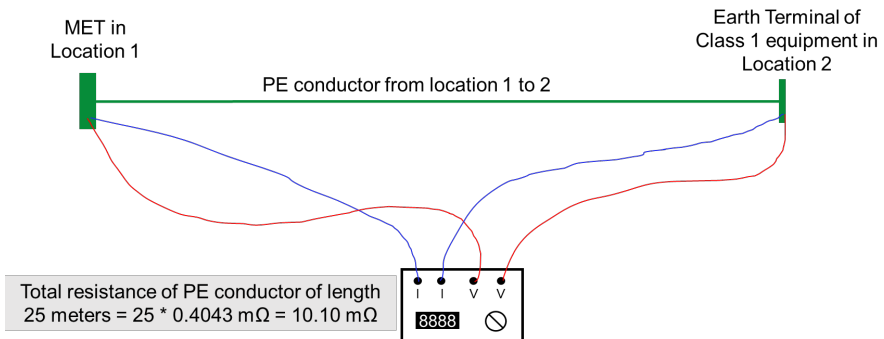 MET in
Location 1
Earth Terminal of
Class 1 equipment in
Location 2
PE conductor from location 1 to 2
I I V V
8888
Total resistance of PE conductor of length
25 meters = 25 * 0.4043 mΩ = 10.10 mΩ